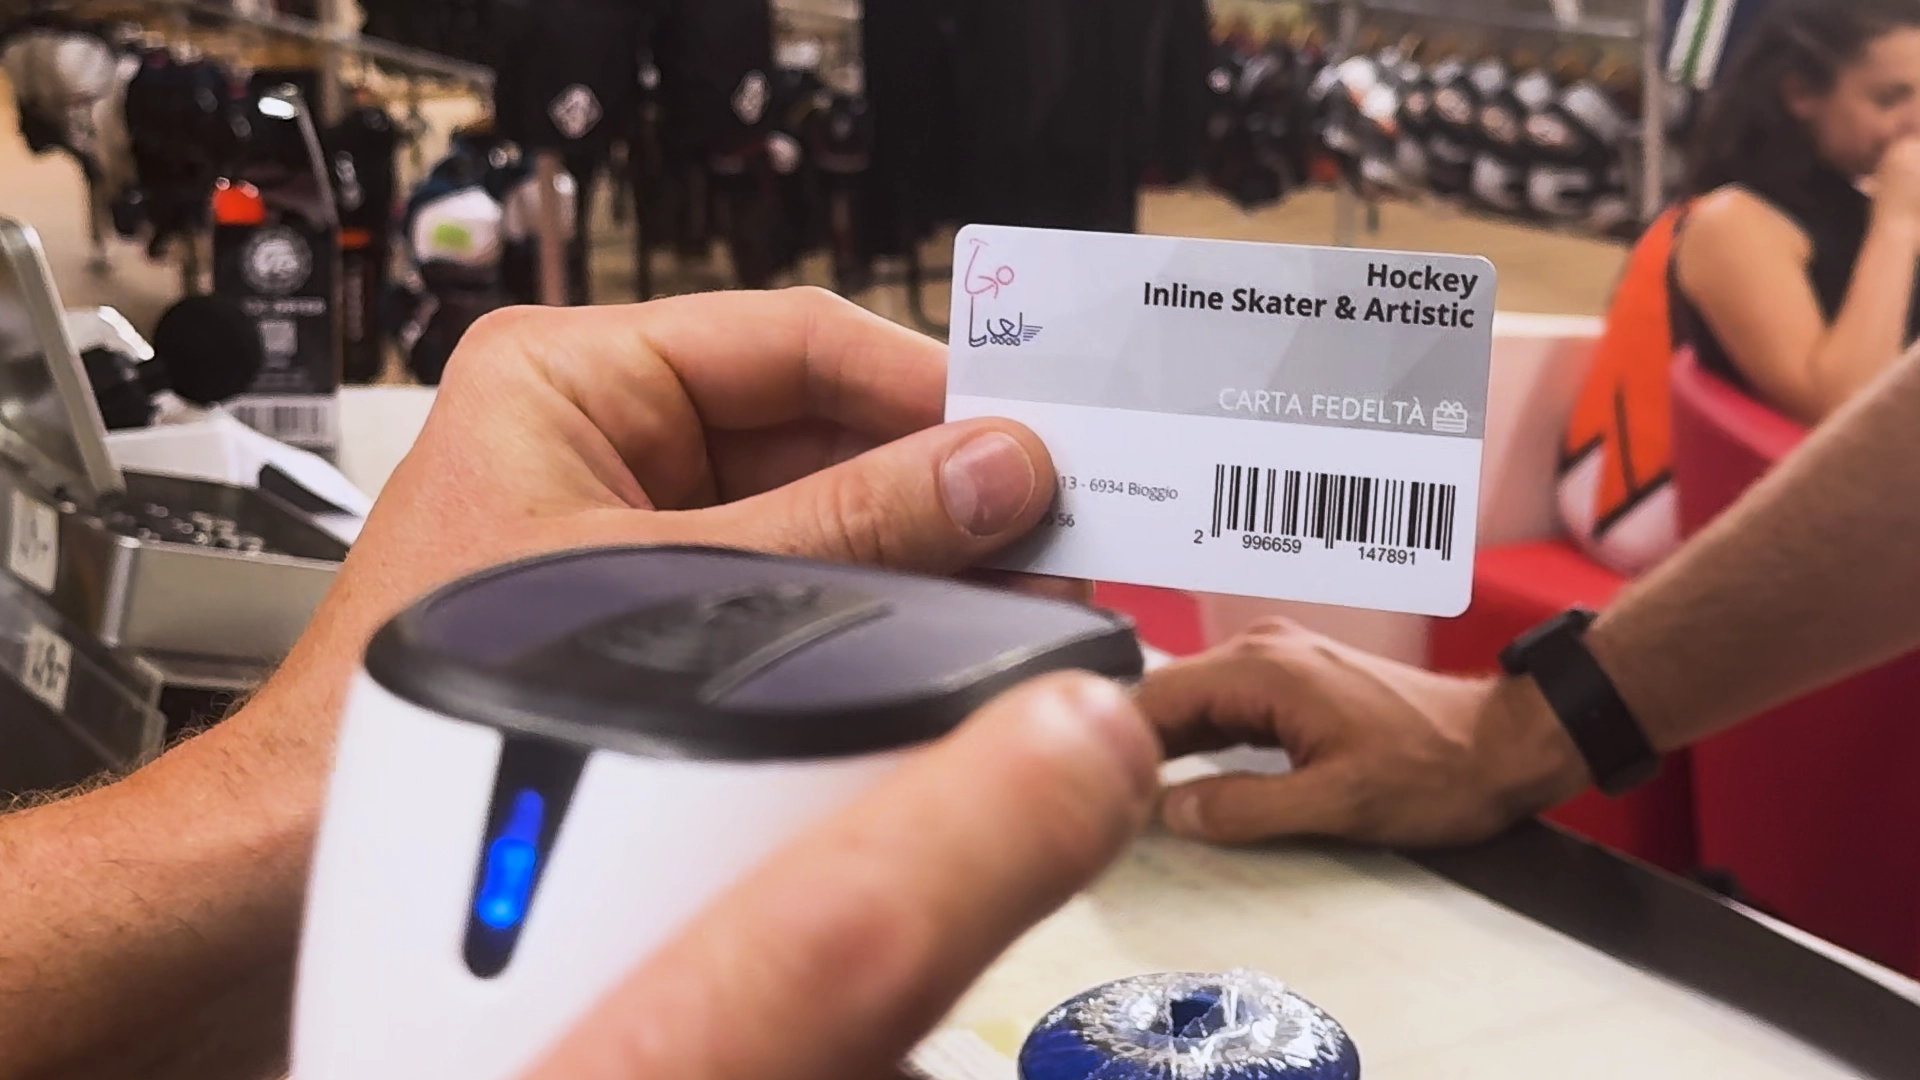 Go
Hockey
Inline Skater & Artistic
CARTA FEDELTÀ
13 - 6934 Bioggio
56
2 996659 147891